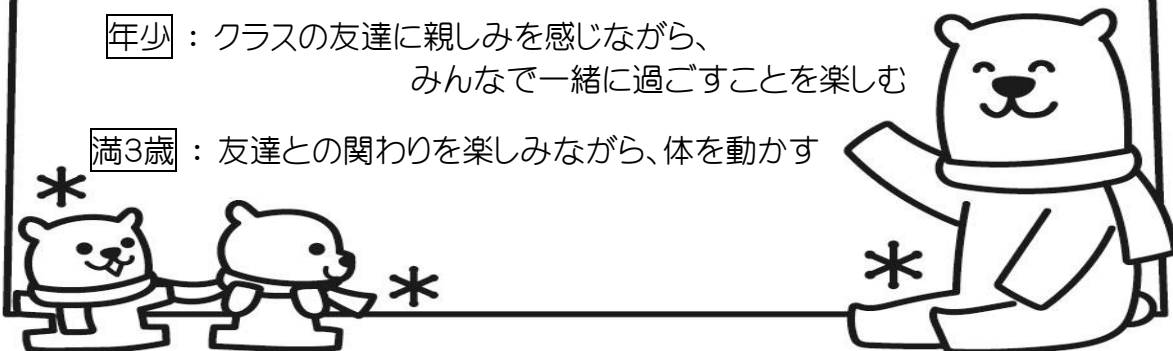 年少：クラスの友達に親しみを感じながら、
みんなで一緒に過ごすことを楽しむ
満3歳：友達との関わりを楽しみながら、体を動かす